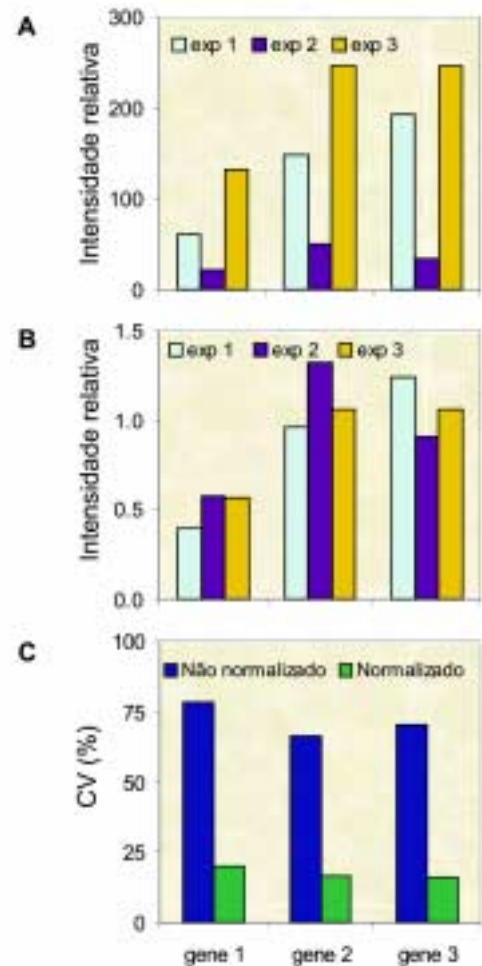 A
300
200
100
0
Intensidade relativa
exp 1 exp 2 exp 3
B
1.5
1.0
0.5
0.0
Intensidade relativa
exp 1 exp 2 exp 3
C
100
75
50
25
0
CV (%)
Não normalizado Normalizado
gene 1 gene 2 gene 3